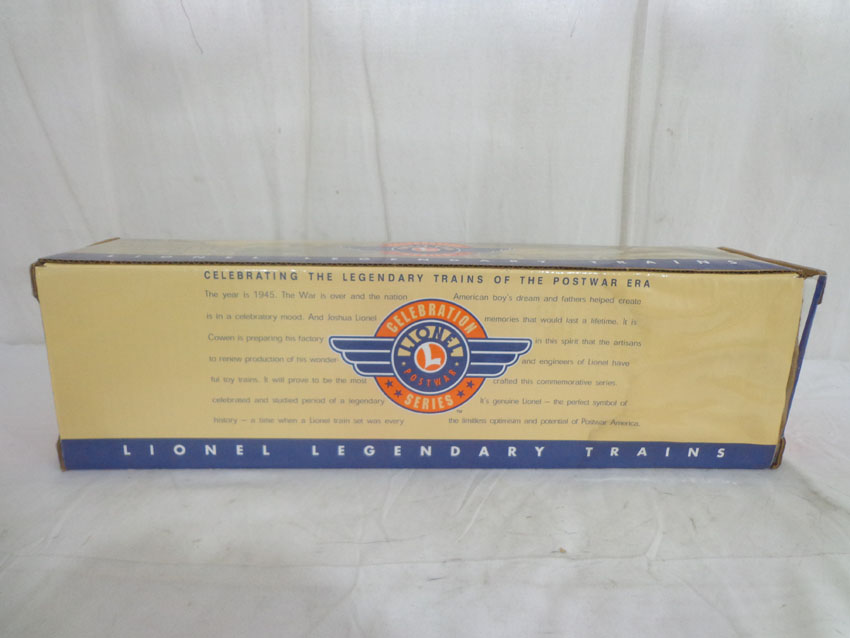 LIONEL LEGENDARY TRAINS
CELEBRATING THE LEGENDARY TRAINS OF THE POSTWAR ERA
The year is 1945. The War is over and the nation
is in a celebratory mood. And Joshua Lionel
Cowen is preparing his factory
to renew production of his wonder-
ful toy trains. It will prove to be the most
celebrated and studied period of a legendary
history – a time when a Lionel train set was every
American boy's dream and fathers helped create
memories that would last a lifetime. It is
in this spirit that the artisans
and engineers of Lionel have
crafted this commemorative series.
It's genuine Lionel – the perfect symbol of
the limitless optimism and potential of Postwar America.
CELEBRATION
LIONEL
L
POSTWAR
SERIES
™
LIONEL LEGENDARY TRAINS